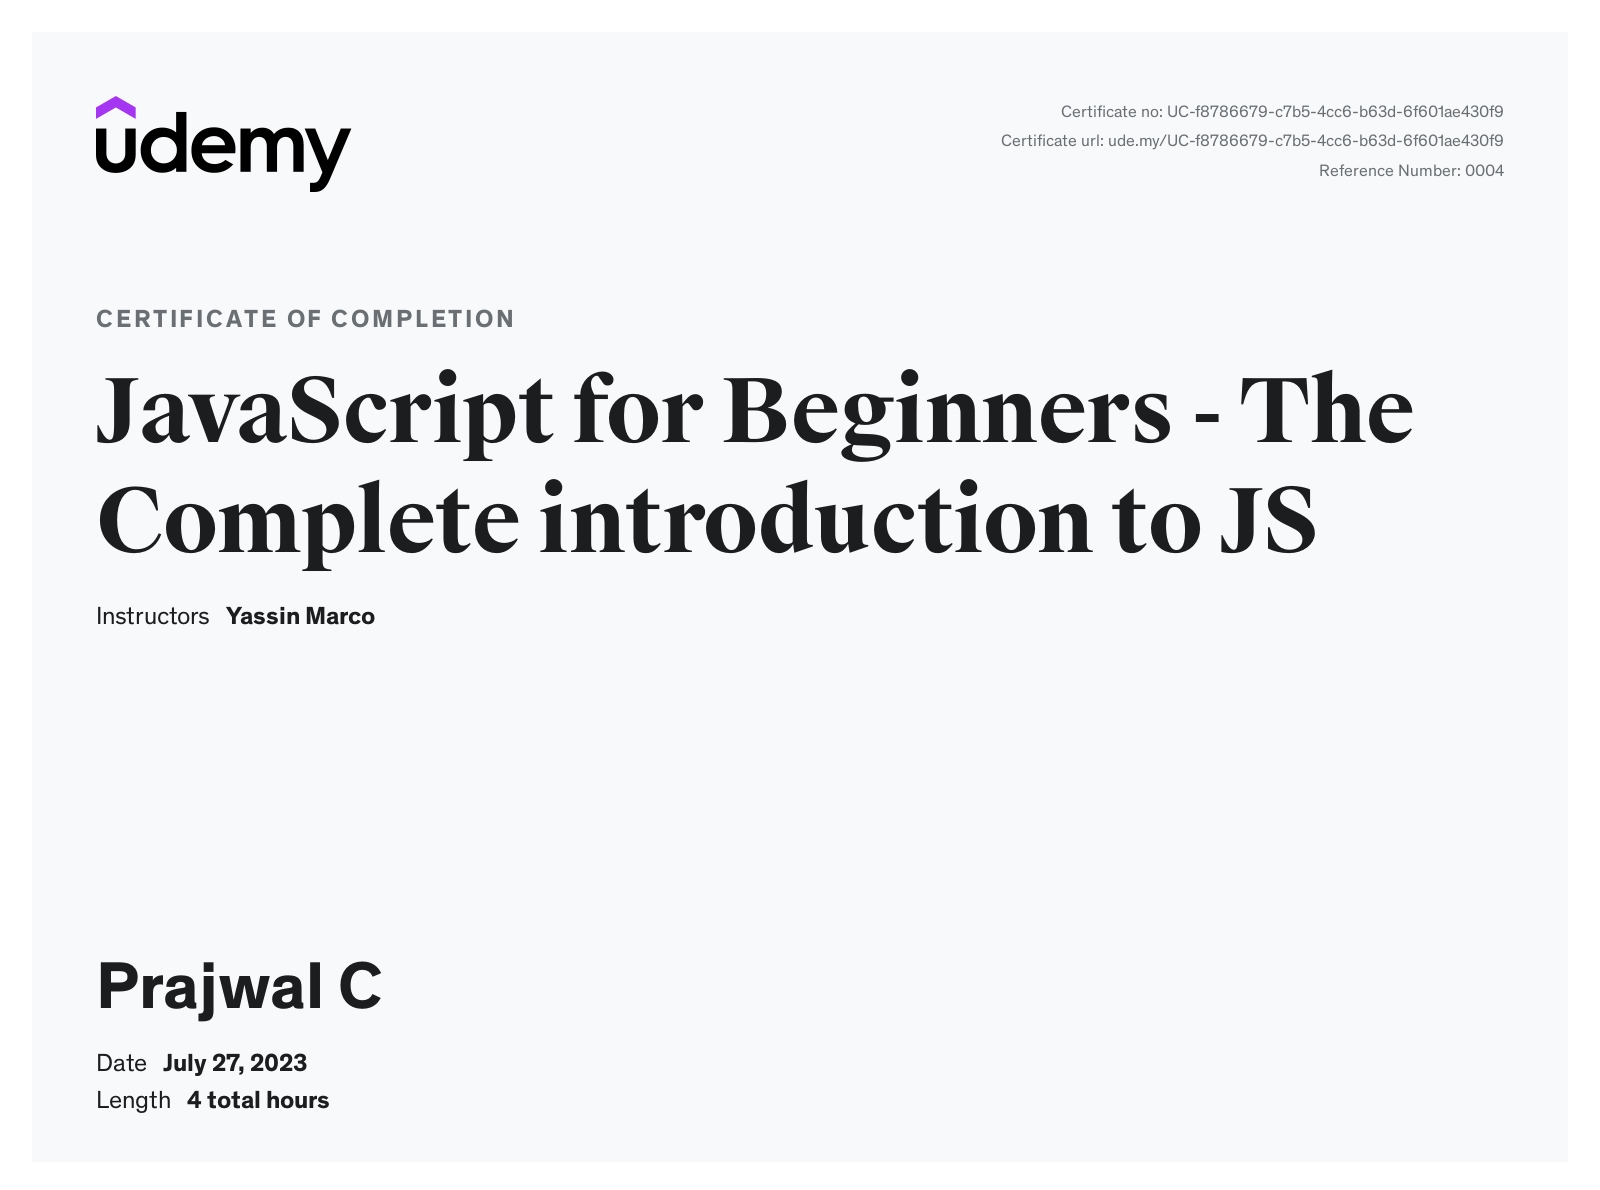 udemy
Certificate no: UC-f8786679-c7b5-4cc6-b63d-6f601ae430f9
Certificate url: ude.my/UC-f8786679-c7b5-4cc6-b63d-6f601ae430f9
Reference Number: 0004
CERTIFICATE OF COMPLETION
JavaScript for Beginners - The
Complete introduction to JS
Instructors Yassin Marco
Prajwal C
Date July 27, 2023
Length 4 total hours